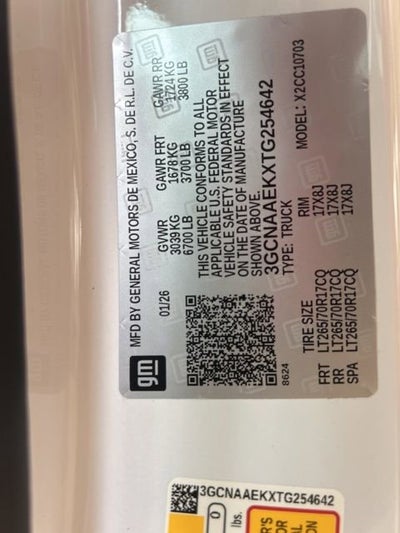 gm
MFD BY GENERAL MOTORS DE MEXICO, S. DE R.L. DE C.V.
01/26
GVWR GAWR FRT GAWR RR
3039 KG 1678 KG 1724 KG
6700 LB 3700 LB 3800 LB
THIS VEHICLE CONFORMS TO ALL
APPLICABLE U.S. FEDERAL MOTOR
VEHICLE SAFETY STANDARDS IN EFFECT
ON THE DATE OF MANUFACTURE
SHOWN ABOVE.
3GCNAAEKXTG254642
TYPE: TRUCK MODEL: X2CC10703
8624
TIRE SIZE RIM
FRT LT265/70R17CQ 17X8J
RR LT265/70R17CQ 17X8J
SPA LT265/70R17CQ 17X8J
3GCNAAEKXTG254642
0
lbs.